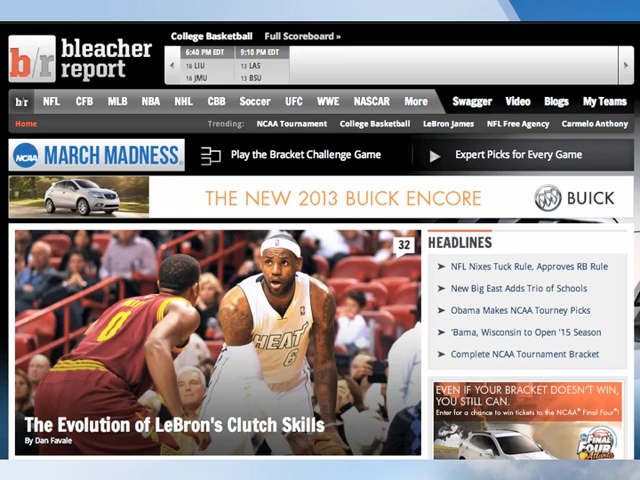 College Basketball Full Scoreboard »
b/r bleacher report
6:40 PM EDT 9:10 PM EDT
16 LIU 13 LAS
16 JMU 13 BSU
b/r NFL CFB MLB NBA NHL CBB Soccer UFC WWE NASCAR More Swagger Video Blogs My Teams
Home Trending: NCAA Tournament College Basketball LeBron James NFL Free Agency Carmelo Anthony
NCAA MARCH MADNESS. Play the Bracket Challenge Game Expert Picks for Every Game
THE NEW 2013 BUICK ENCORE BUICK
32
HEADLINES
NFL Nixes Tuck Rule, Approves RB Rule
New Big East Adds Trio of Schools
Obama Makes NCAA Tourney Picks
'Bama, Wisconsin to Open '15 Season
Complete NCAA Tournament Bracket
0
HEAT
6
The Evolution of LeBron's Clutch Skills
By Dan Favale
EVEN IF YOUR BRACKET DOESN'T WIN,
YOU STILL CAN.
Enter for a chance to win tickets to the NCAA® Final Four®!
FINAL
FOUR
Atlanta